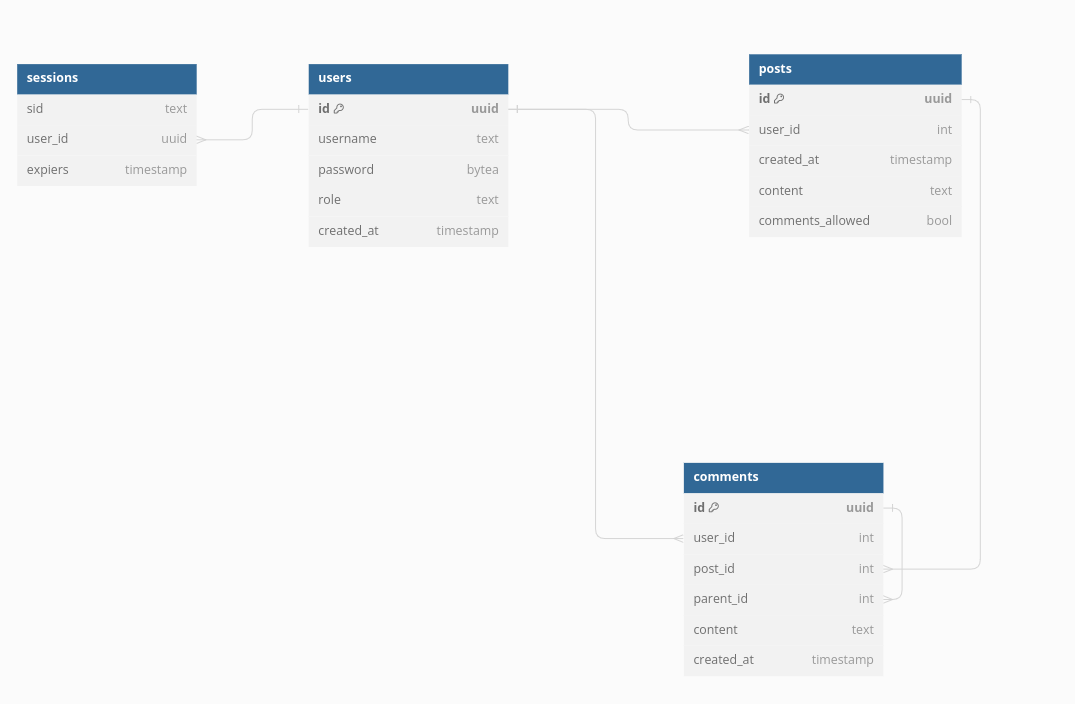 sessions
sid text
user_id uuid
expiers timestamp
users
id uuid
username text
password bytea
role text
created_at timestamp
posts
id uuid
user_id int
created_at timestamp
content text
comments_allowed bool
comments
id uuid
user_id int
post_id int
parent_id int
content text
created_at timestamp